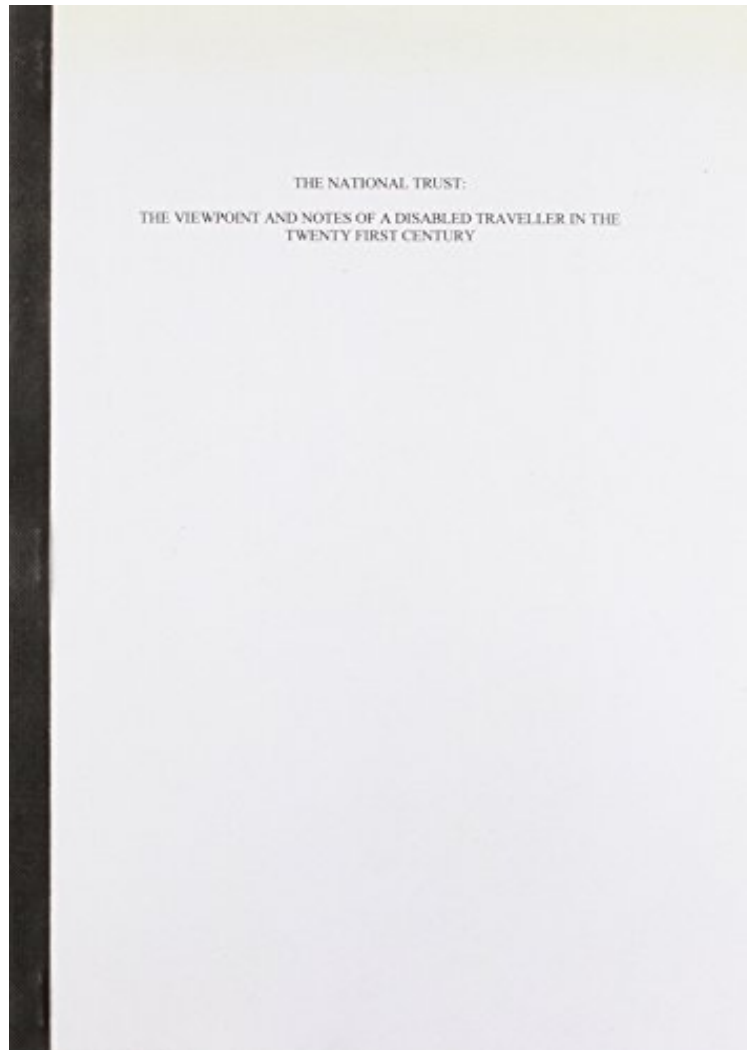 THE NATIONAL TRUST:
THE VIEWPOINT AND NOTES OF A DISABLED TRAVELLER IN THE
TWENTY FIRST CENTURY